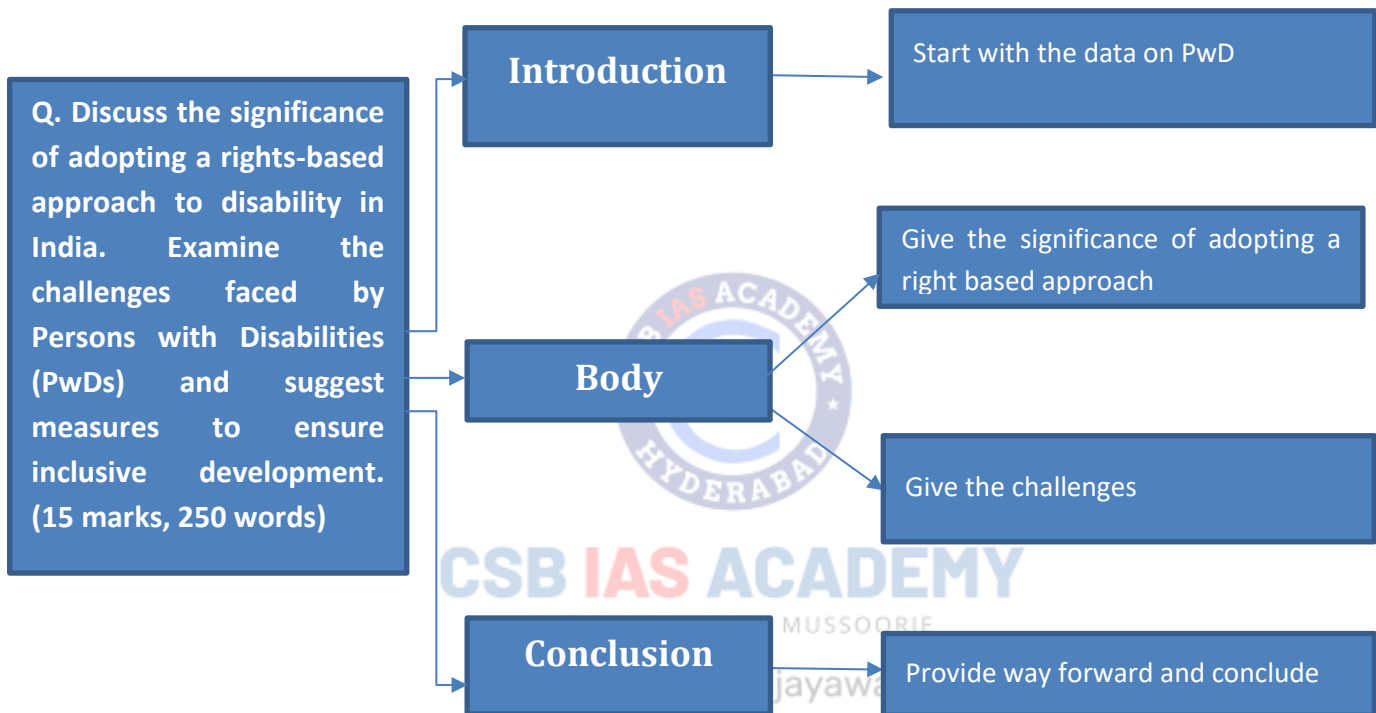 Q. Discuss the significance
of adopting a rights-based
approach to disability in
India. Examine the
challenges faced by
Persons with Disabilities
(PwDs) and suggest
measures to ensure
inclusive development.
(15 marks, 250 words)
Introduction
Start with the data on PwD
Body
Give the significance of adopting a
right based approach
Give the challenges
Conclusion
Provide way forward and conclude
IAS ACADEMY
HYDERABAD
CSB IAS ACADEMY
MUSSOORIE